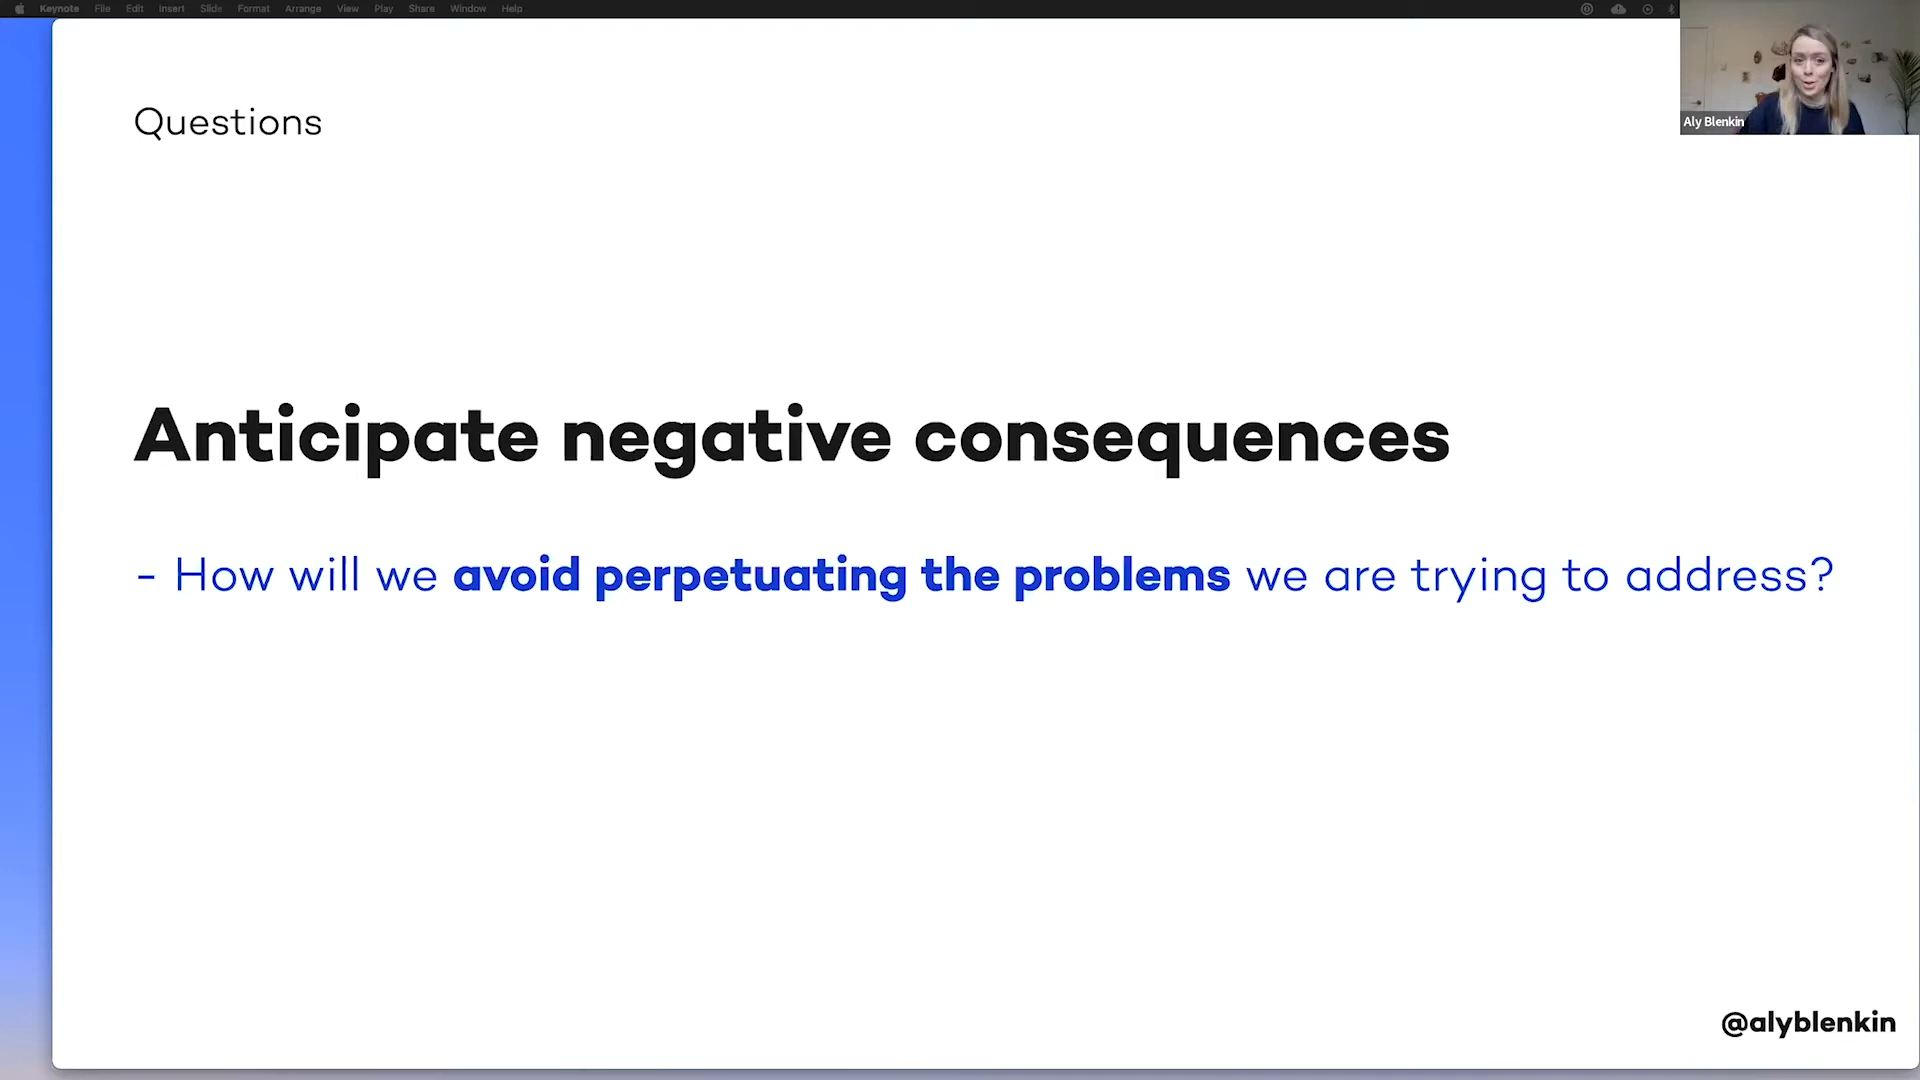 Keynote File Edit Insert Slide Format Arrange View Play Share Window Help
Aly Blenkin
Questions
Anticipate negative consequences
- How will we avoid perpetuating the problems we are trying to address?
@alyblenkin